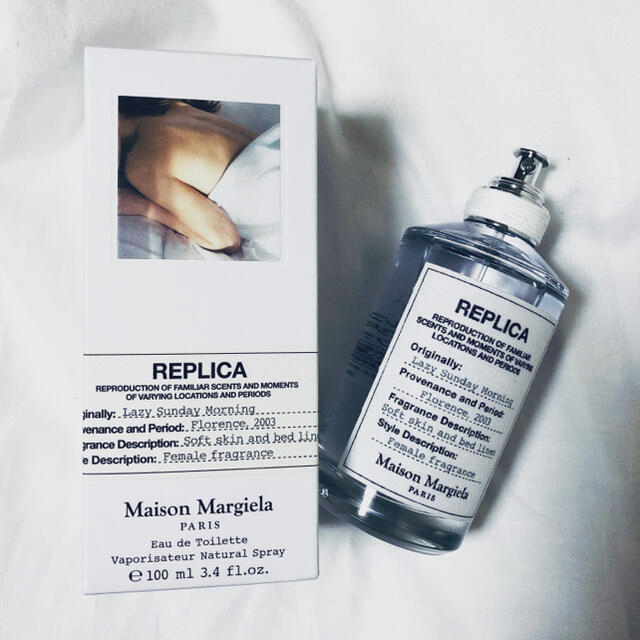 REPLICA
REPRODUCTION OF FAMILIAR SCENTS AND MOMENTS
OF VARYING LOCATIONS AND PERIODS
ginally: Lazy Sunday Morning
venance and Period: Florence, 2003
grance Description: Soft skin and bed lin
e Description: Female fragrance
Maison Margiela
PARIS
Eau de Toilette
Vaporisateur Natural Spray
e 100 ml 3.4 fl.oz.
REPLICA
REPRODUCTION OF FAMILIAR
SCENTS AND MOMENTS OF VARYING
LOCATIONS AND PERIODS
Originally:
Lazy Sunday Morning
Provenance and Period:
Florence, 2003
Fragrance Description:
soft skin and bed linen
Style Description:
Female fragrance
Maison Margiela
PARIS